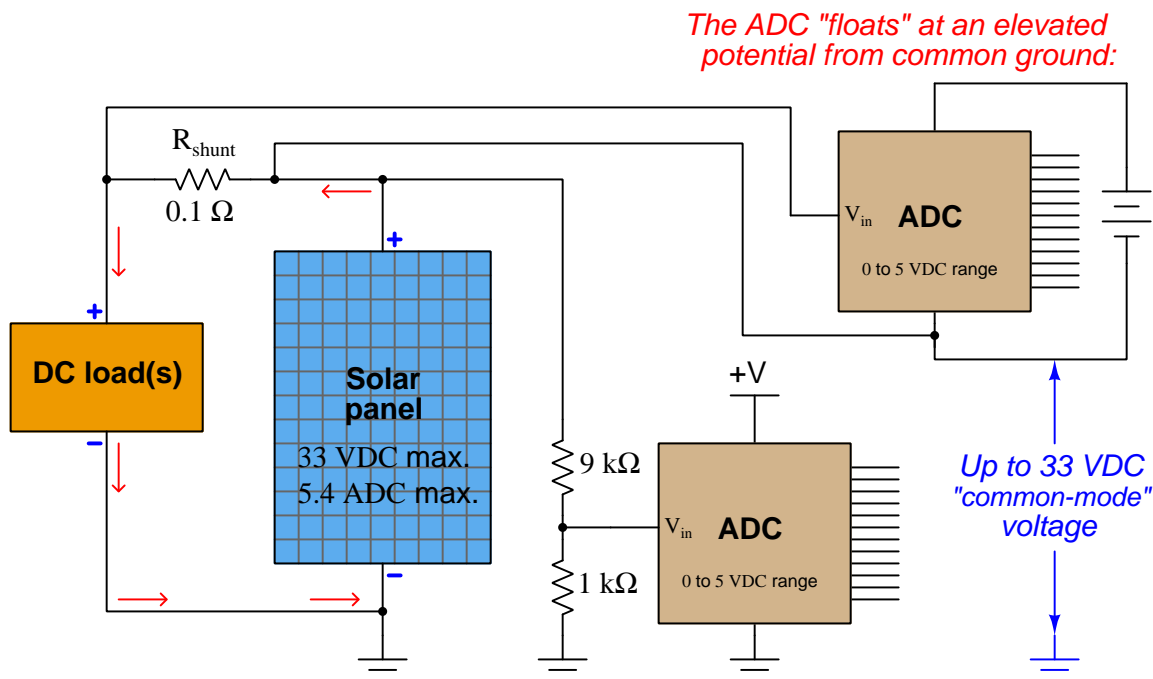 The ADC "floats" at an elevated
potential from common ground:
Rshunt
0.1 Ω
Vin
ADC
0 to 5 VDC range
+
+
DC load(s)
–
Solar
panel
33 VDC max.
5.4 ADC max.
–
+V
9 kΩ
1 kΩ
Vin
ADC
0 to 5 VDC range
Up to 33 VDC
"common-mode"
voltage